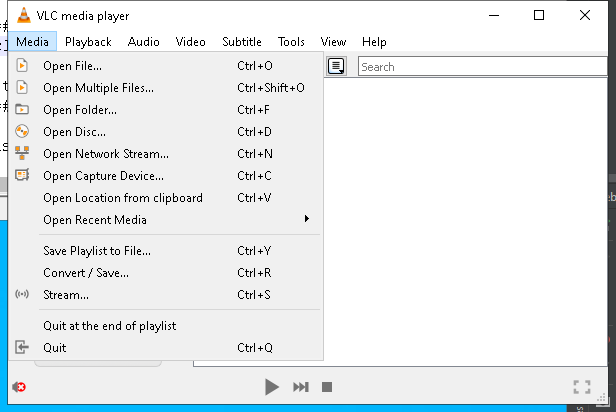 VLC media player
Media Playback Audio Video Subtitle Tools View Help
Open File... Ctrl+O
Open Multiple Files... Ctrl+Shift+O
Open Folder... Ctrl+F
Open Disc... Ctrl+D
Open Network Stream... Ctrl+N
Open Capture Device... Ctrl+C
Open Location from clipboard Ctrl+V
Open Recent Media
Save Playlist to File... Ctrl+Y
Convert / Save... Ctrl+R
Stream... Ctrl+S
Quit at the end of playlist
Quit Ctrl+Q
Search